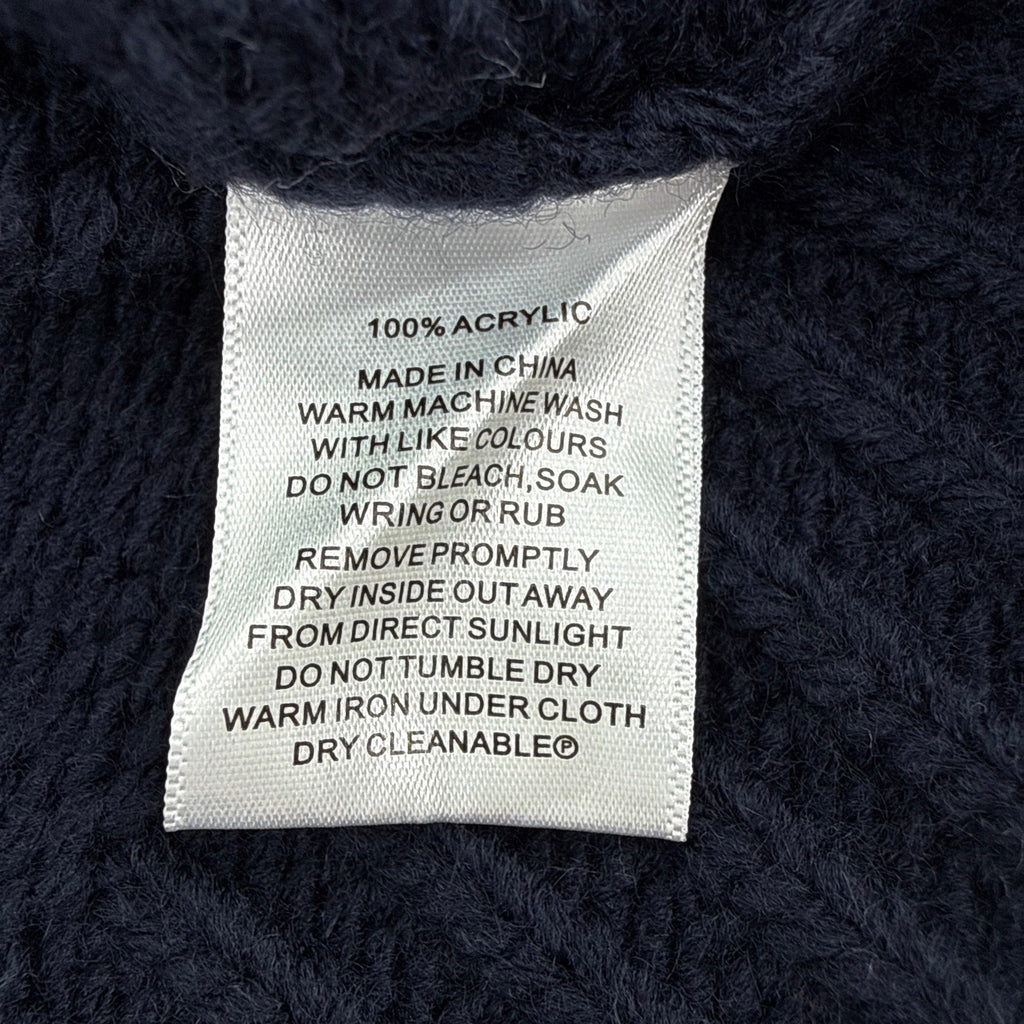 100% ACRYLIC
MADE IN CHINA
WARM MACHINE WASH
WITH LIKE COLOURS
DO NOT BLEACH,SOAK
WRING OR RUB
REMOVE PROMPTLY
DRY INSIDE OUT AWAY
FROM DIRECT SUNLIGHT
DO NOT TUMBLE DRY
WARM IRON UNDER CLOTH
DRY CLEANABLEⓅ